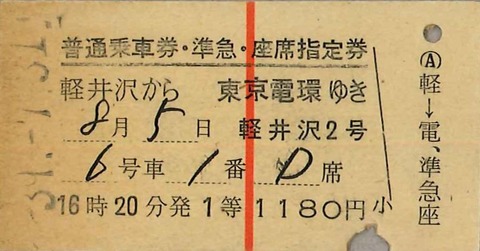 普通乗車券・準急・座席指定券
軽井沢から 東京電環ゆき
8月5日 軽井沢2号
6号車1番D席
16時20分発1等1180円
小
Ⓐ軽→電、準急座